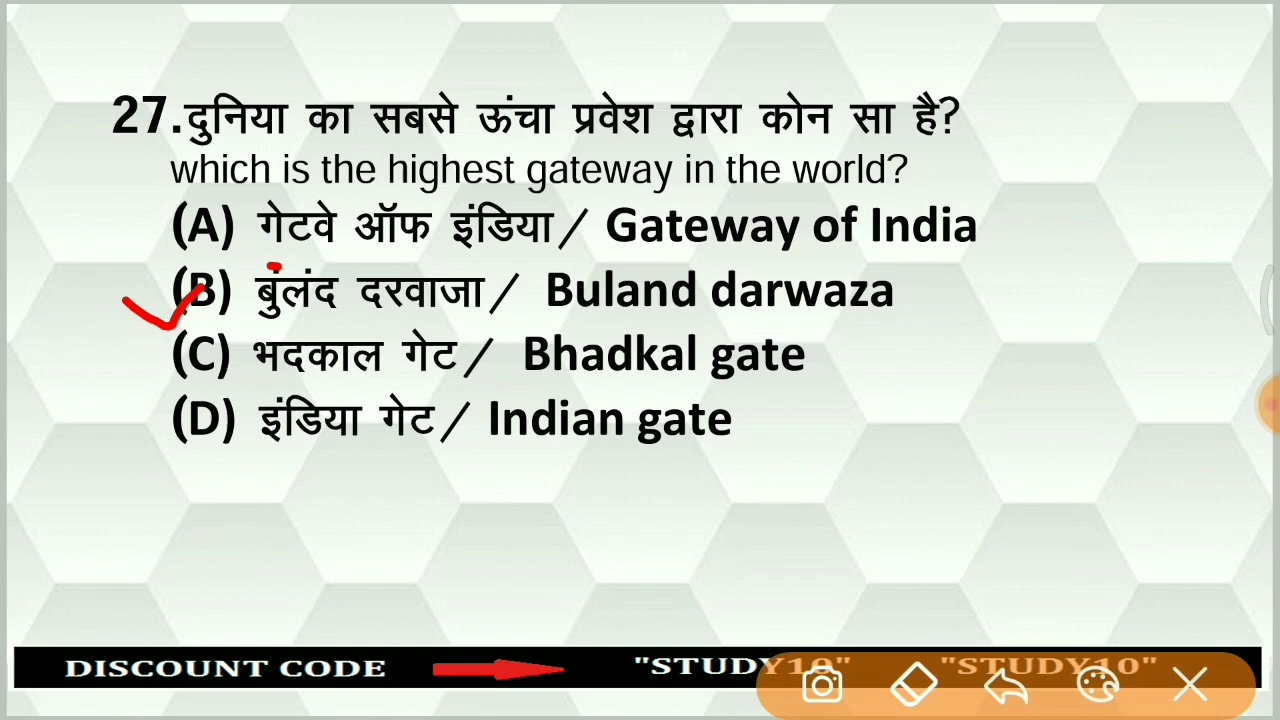 27.दुनिया का सबसे ऊंचा प्रवेश द्वारा कोन सा है?
which is the highest gateway in the world?
(A) गेटवे ऑफ इंडिया/ Gateway of India
(B) बुंलंद दरवाजा/ Buland darwaza
(C) भदकाल गेट/ Bhadkal gate
(D) इंडिया गेट/ Indian gate
DISCOUNT CODE "STUDY10" "STUDY10"